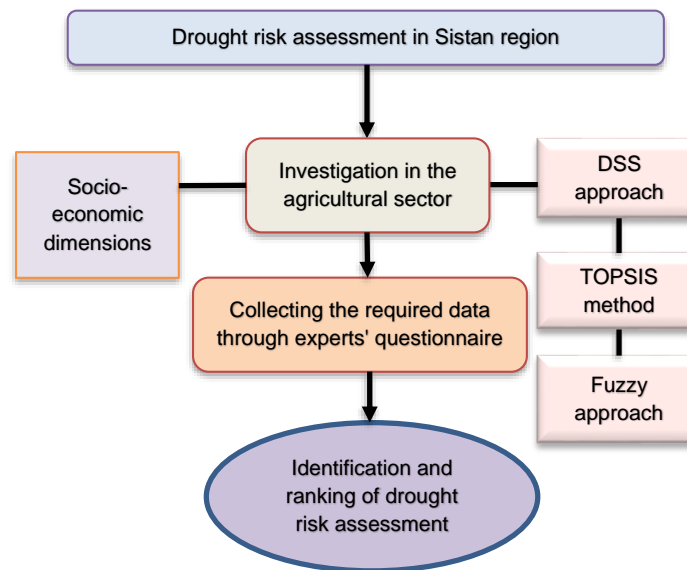 Drought risk assessment in Sistan region
Socio-
economic
dimensions
Investigation in the
agricultural sector
DSS
approach
TOPSIS
method
Fuzzy
approach
Collecting the required data
through experts' questionnaire
Identification and
ranking of drought
risk assessment